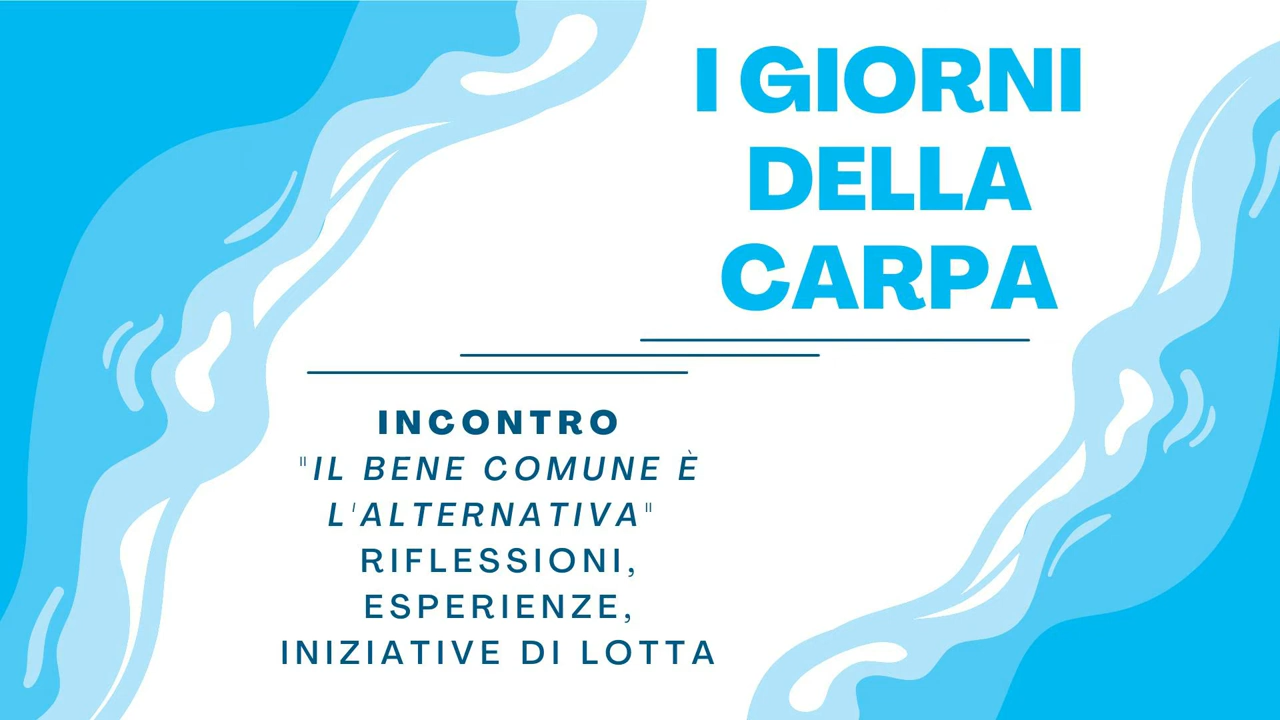 I GIORNI
DELLA
CARPA
INCONTRO
"IL BENE COMUNE È
L'ALTERNATIVA"
RIFLESSIONI,
ESPERIENZE,
INIZIATIVE DI LOTTA